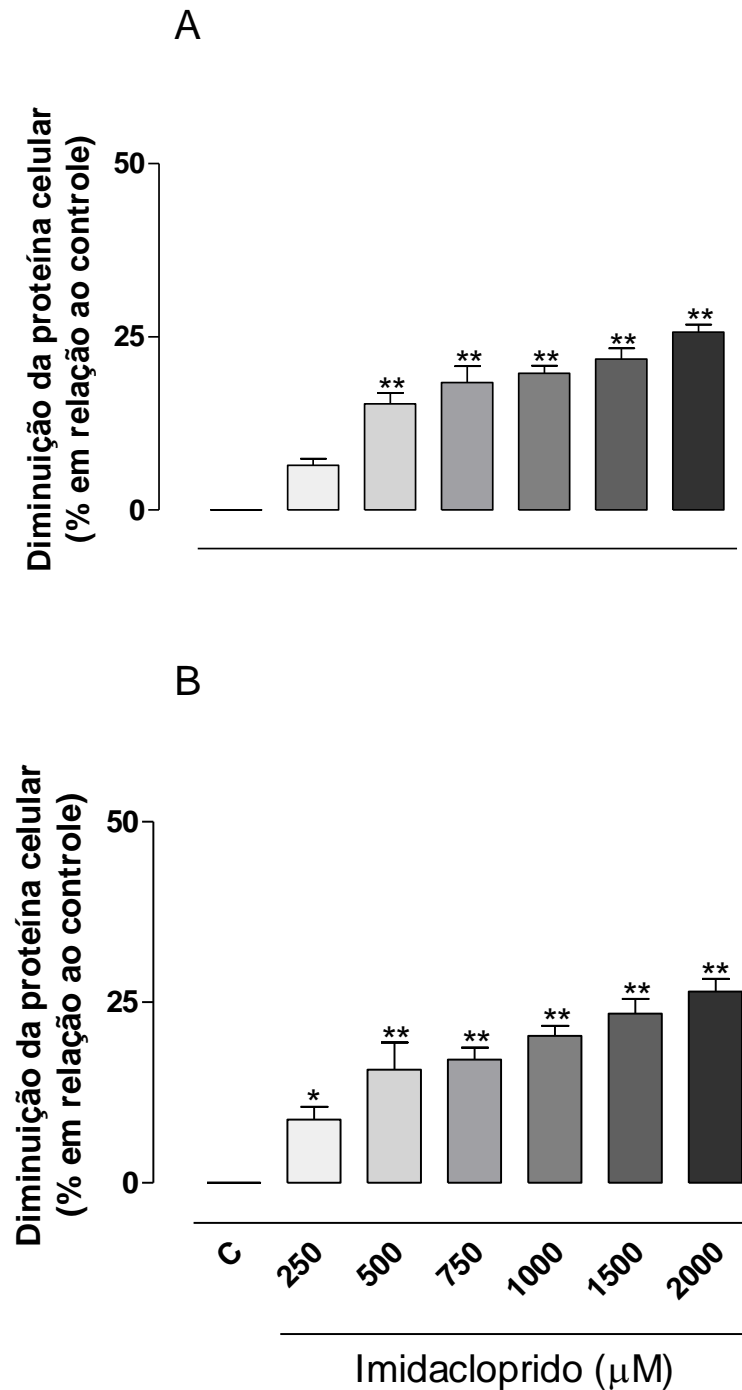 A
Diminuição da proteína celular
(% em relação ao controle)
50
25
0
**
**
**
**
**
B
Diminuição da proteína celular
(% em relação ao controle)
50
25
0
*
**
**
**
**
**
C 250 500 750 1000 1500 2000
Imidacloprido (μM)